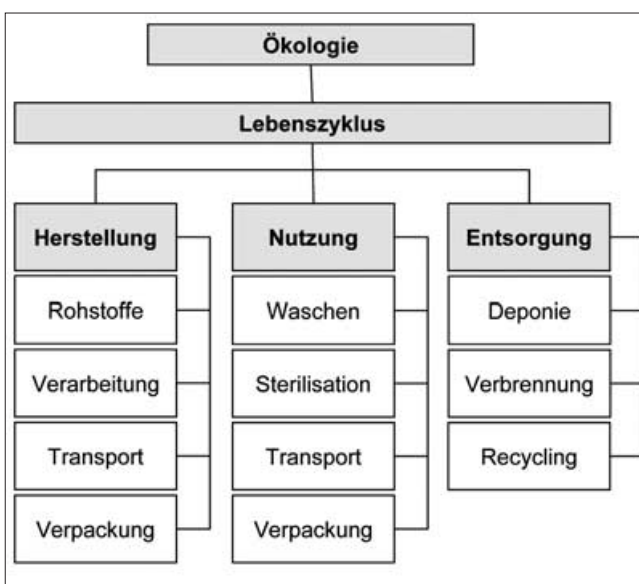 Ökologie
Lebenszyklus
Herstellung
Rohstoffe
Verarbeitung
Transport
Verpackung
Nutzung
Waschen
Sterilisation
Transport
Verpackung
Entsorgung
Deponie
Verbrennung
Recycling